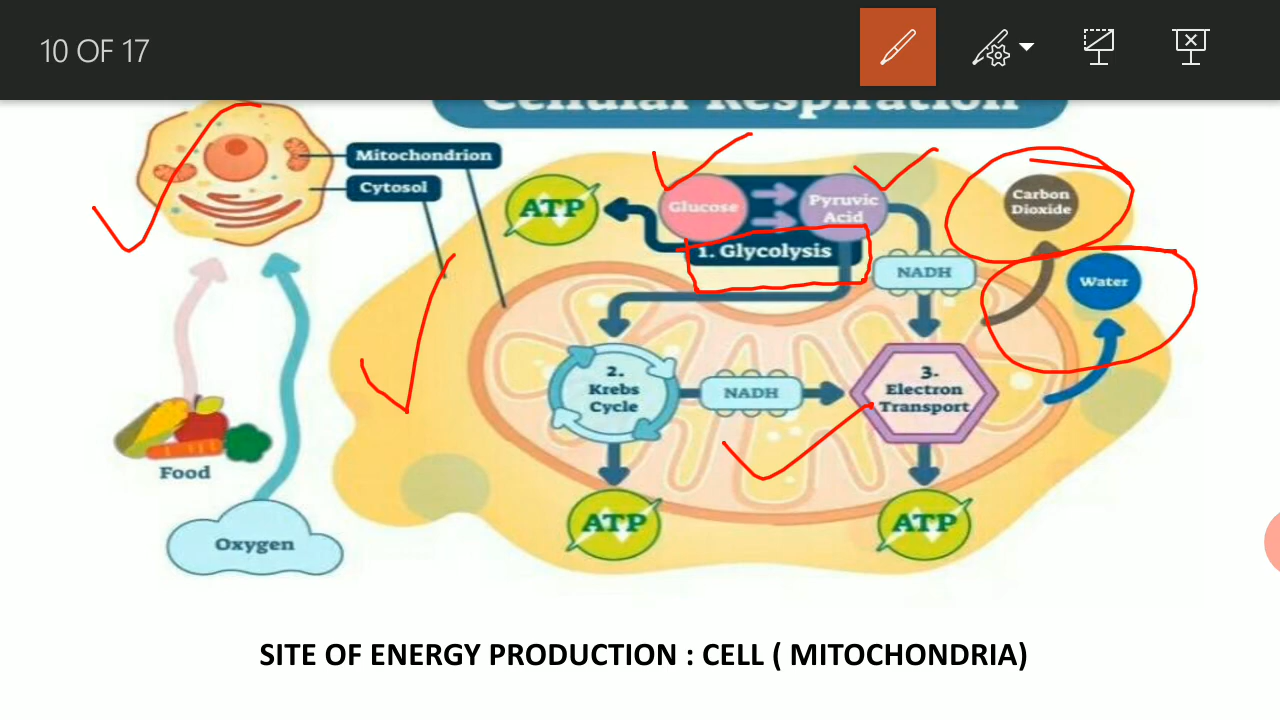 10 OF 17
Cellular Respiration
Mitochondrion
Cytosol
ATP
Glucose
Pyruvic
Acid
1. Glycolysis
NADH
Carbon
Dioxide
Water
2.
Krebs
Cycle
NADH
3.
Electron
Transport
Food
Oxygen
ATP
ATP
SITE OF ENERGY PRODUCTION : CELL ( MITOCHONDRIA)